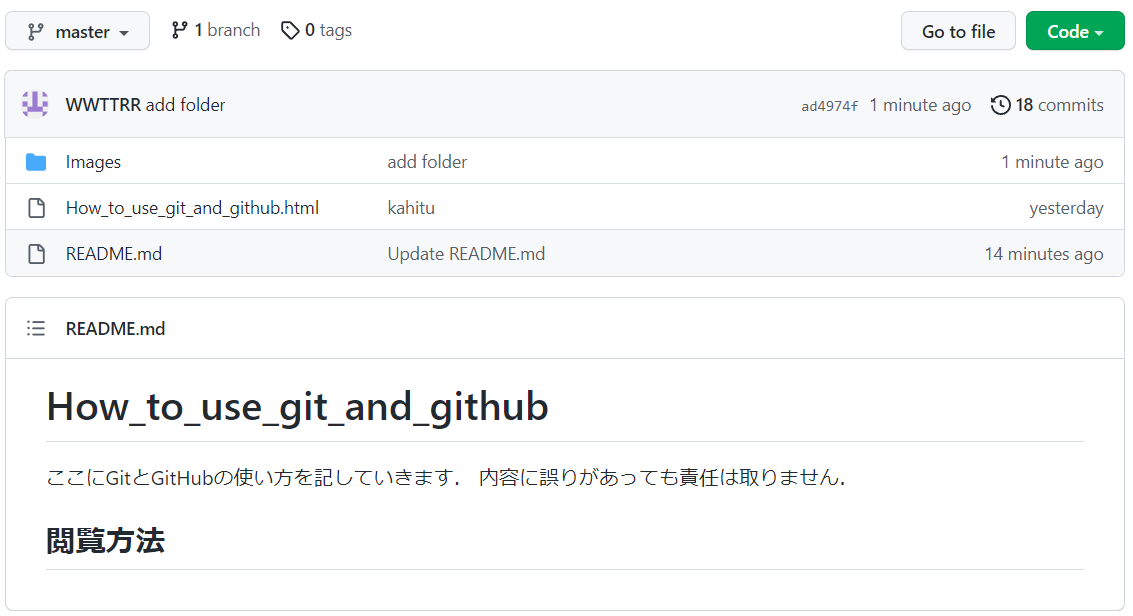 master 1 branch 0 tags Go to file Code
WWTTRR add folder ad4974f 1 minute ago 18 commits
Images add folder 1 minute ago
How_to_use_git_and_github.html kahitu yesterday
README.md Update README.md 14 minutes ago
README.md
How_to_use_git_and_github
ここにGitとGitHubの使い方を記していきます． 内容に誤りがあっても責任は取りません．
閲覧方法